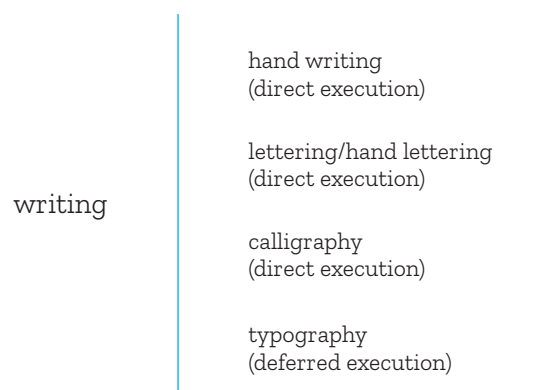 writing
hand writing
(direct execution)
lettering/hand lettering
(direct execution)
calligraphy
(direct execution)
typography
(deferred execution)